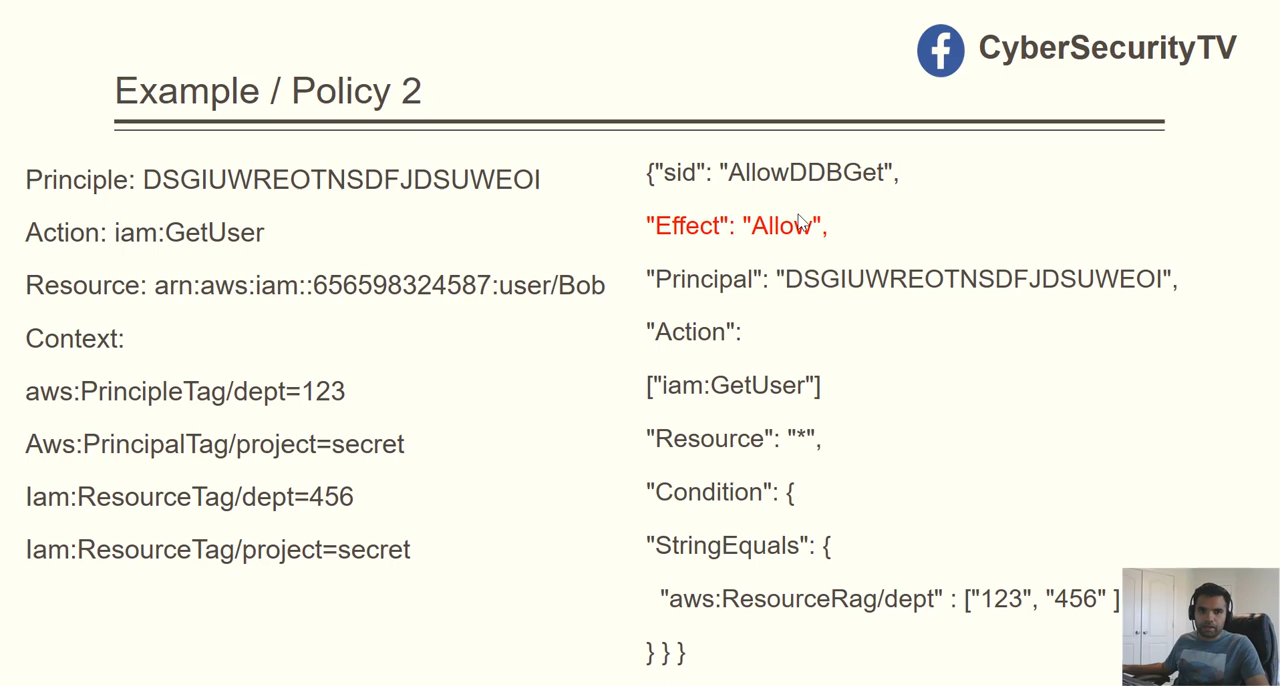 CyberSecurityTV
Example / Policy 2
Principle: DSGIUWREOTNSDFJDSUWEOI
Action: iam:GetUser
Resource: arn:aws:iam::656598324587:user/Bob
Context:
aws:PrincipleTag/dept=123
Aws:PrincipalTag/project=secret
Iam:ResourceTag/dept=456
Iam:ResourceTag/project=secret
{"sid": "AllowDDBGet",
"Effect": "Allow",
"Principal": "DSGIUWREOTNSDFJDSUWEOI",
"Action":
["iam:GetUser"]
"Resource": "*",
"Condition": {
"StringEquals": {
"aws:ResourceRag/dept" : ["123", "456" ]
} } }